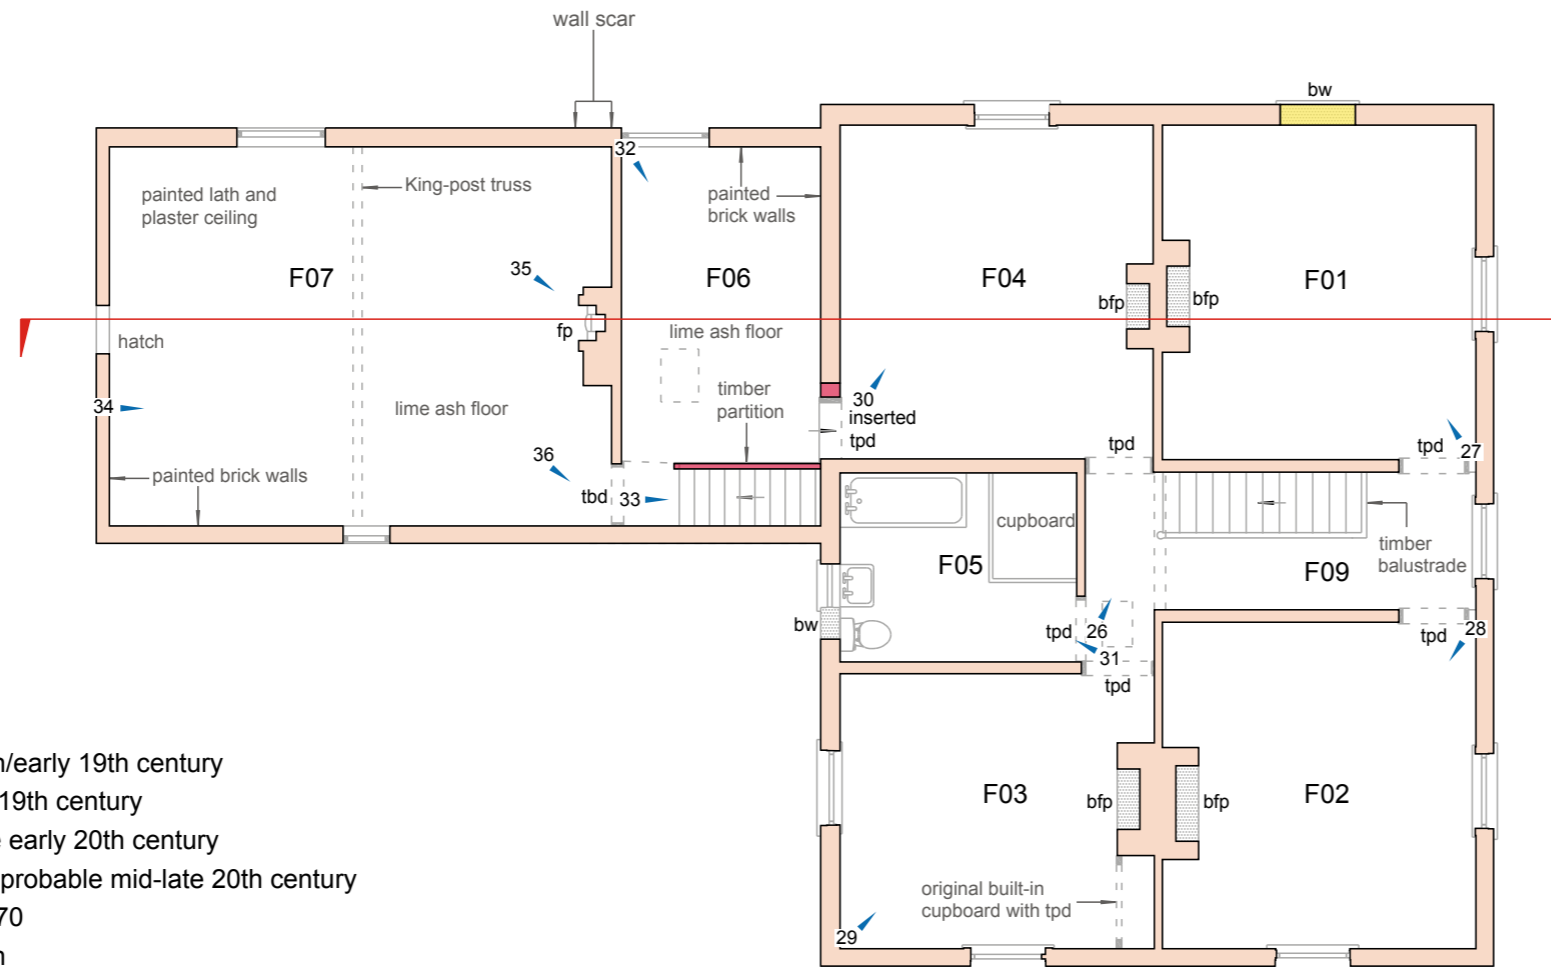 wall scar
bw
32
painted lath and
plaster ceiling
King-post truss
painted
brick walls
35
F07
F06
F04
F01
bfp
bfp
fp
hatch
lime ash floor
34
lime ash floor
timber
partition
30
inserted
tpd
36
tpd
tpd
27
painted brick walls
tbd
33
cupboard
timber
balustrade
F05
F09
bw
tpd
26
31
tpd
tpd
28
early 19th century
19th century
early 20th century
probable mid-late 20th century
70
F03
F02
bfp
bfp
original built-in
cupboard with tpd
29